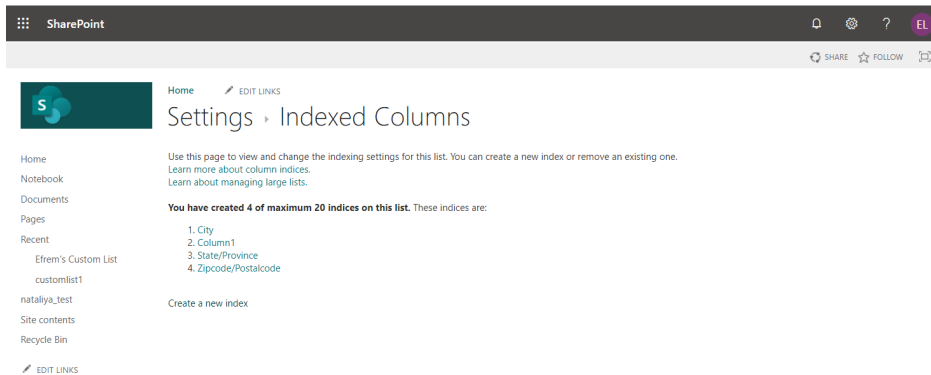 SharePoint
?
EL
SHARE
FOLLOW
S
Home
EDIT LINKS
Settings › Indexed Columns
Home
Notebook
Documents
Pages
Recent
Efrem's Custom List
customlist1
nataliya_test
Site contents
Recycle Bin
EDIT LINKS
Use this page to view and change the indexing settings for this list. You can create a new index or remove an existing one.
Learn more about column indices.
Learn about managing large lists.
You have created 4 of maximum 20 indices on this list. These indices are:
1. City
2. Column1
3. State/Province
4. Zipcode/Postalcode
Create a new index